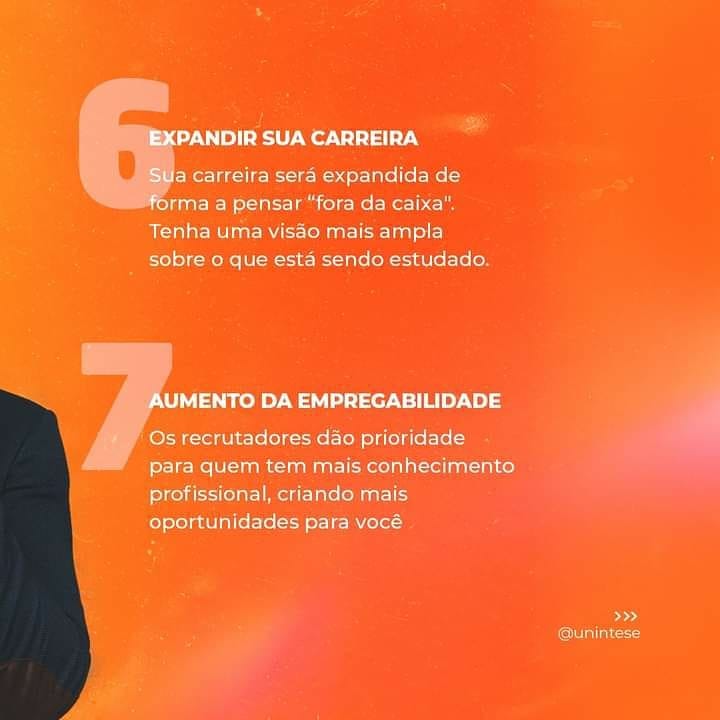 6
EXPANDIR SUA CARREIRA
Sua carreira será expandida de
forma a pensar “fora da caixa".
Tenha uma visão mais ampla
sobre o que está sendo estudado.
7
AUMENTO DA EMPREGABILIDADE
Os recrutadores dão prioridade
para quem tem mais conhecimento
profissional, criando mais
oportunidades para você
›››
@unintese